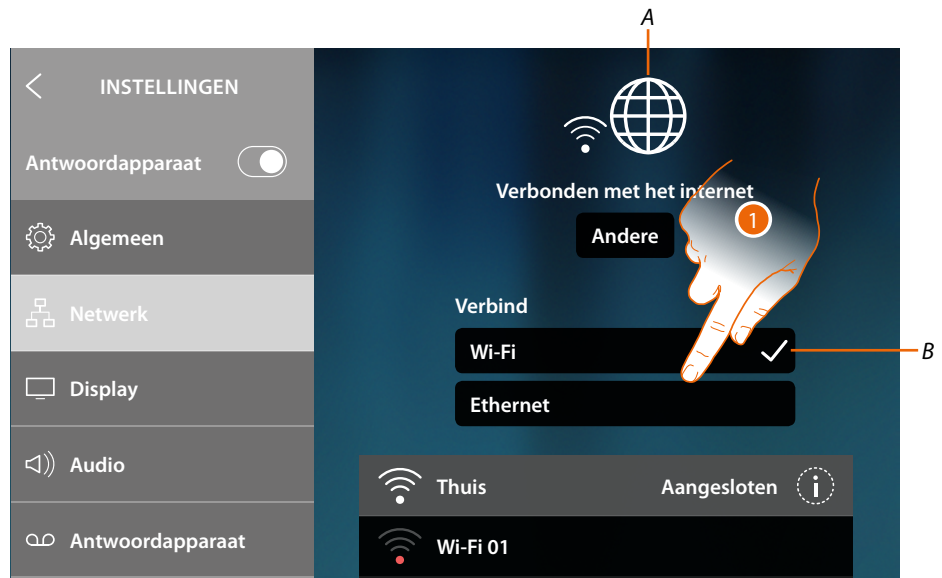 A
INSTELLINGEN
Antwoordapparaat
Algemeen
Netwerk
Display
Audio
Antwoordapparaat
Verbonden met het internet
1
Andere
Verbind
Wi-Fi
B
Ethernet
Thuis Aangesloten i
Wi-Fi 01